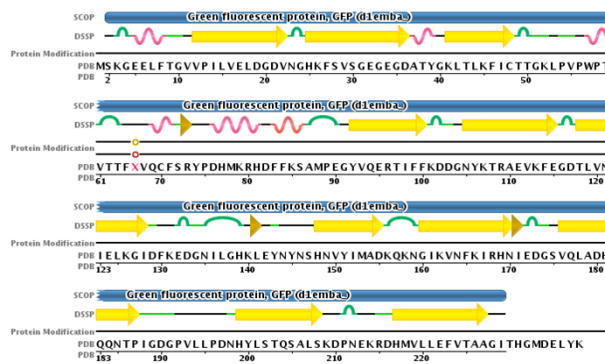 SCOP Green fluorescent protein, GFP (d1emba_)
DSSP
Protein Modification
PDB MSKGEELFTGVVPILVELDGDVNGHKFSVSGEGEGDATYGKLTLKFICTTGKLPVPWPT
PDB 2 10 20 30 40 50
SCOP Green fluorescent protein, GFP (d1emba_)
DSSP
Protein Modification
PDB VTTFXVQCFSRYPDHMKRHDFFKSAMPEGYVQERTIFFKDDGNYKTRAEVKFEGDTLVN
PDB 61 70 80 90 100 110 120
SCOP Green fluorescent protein, GFP (d1emba_)
DSSP
Protein Modification
PDB IELKGIDFKEDGNILGHKLEYNYNSHNVYIMADKQKNGIKVNFKIRHNIEDGSVQLADH
PDB 123 130 140 150 160 170 180
SCOP Green fluorescent protein, GFP (d1emba_)
DSSP
Protein Modification
PDB QQNTPIGDGPVLLPDNHYLSTQSALSKDPNEKRDHMVLLEFVTAAGITHGMDELYK
PDB 183 190 200 210 220